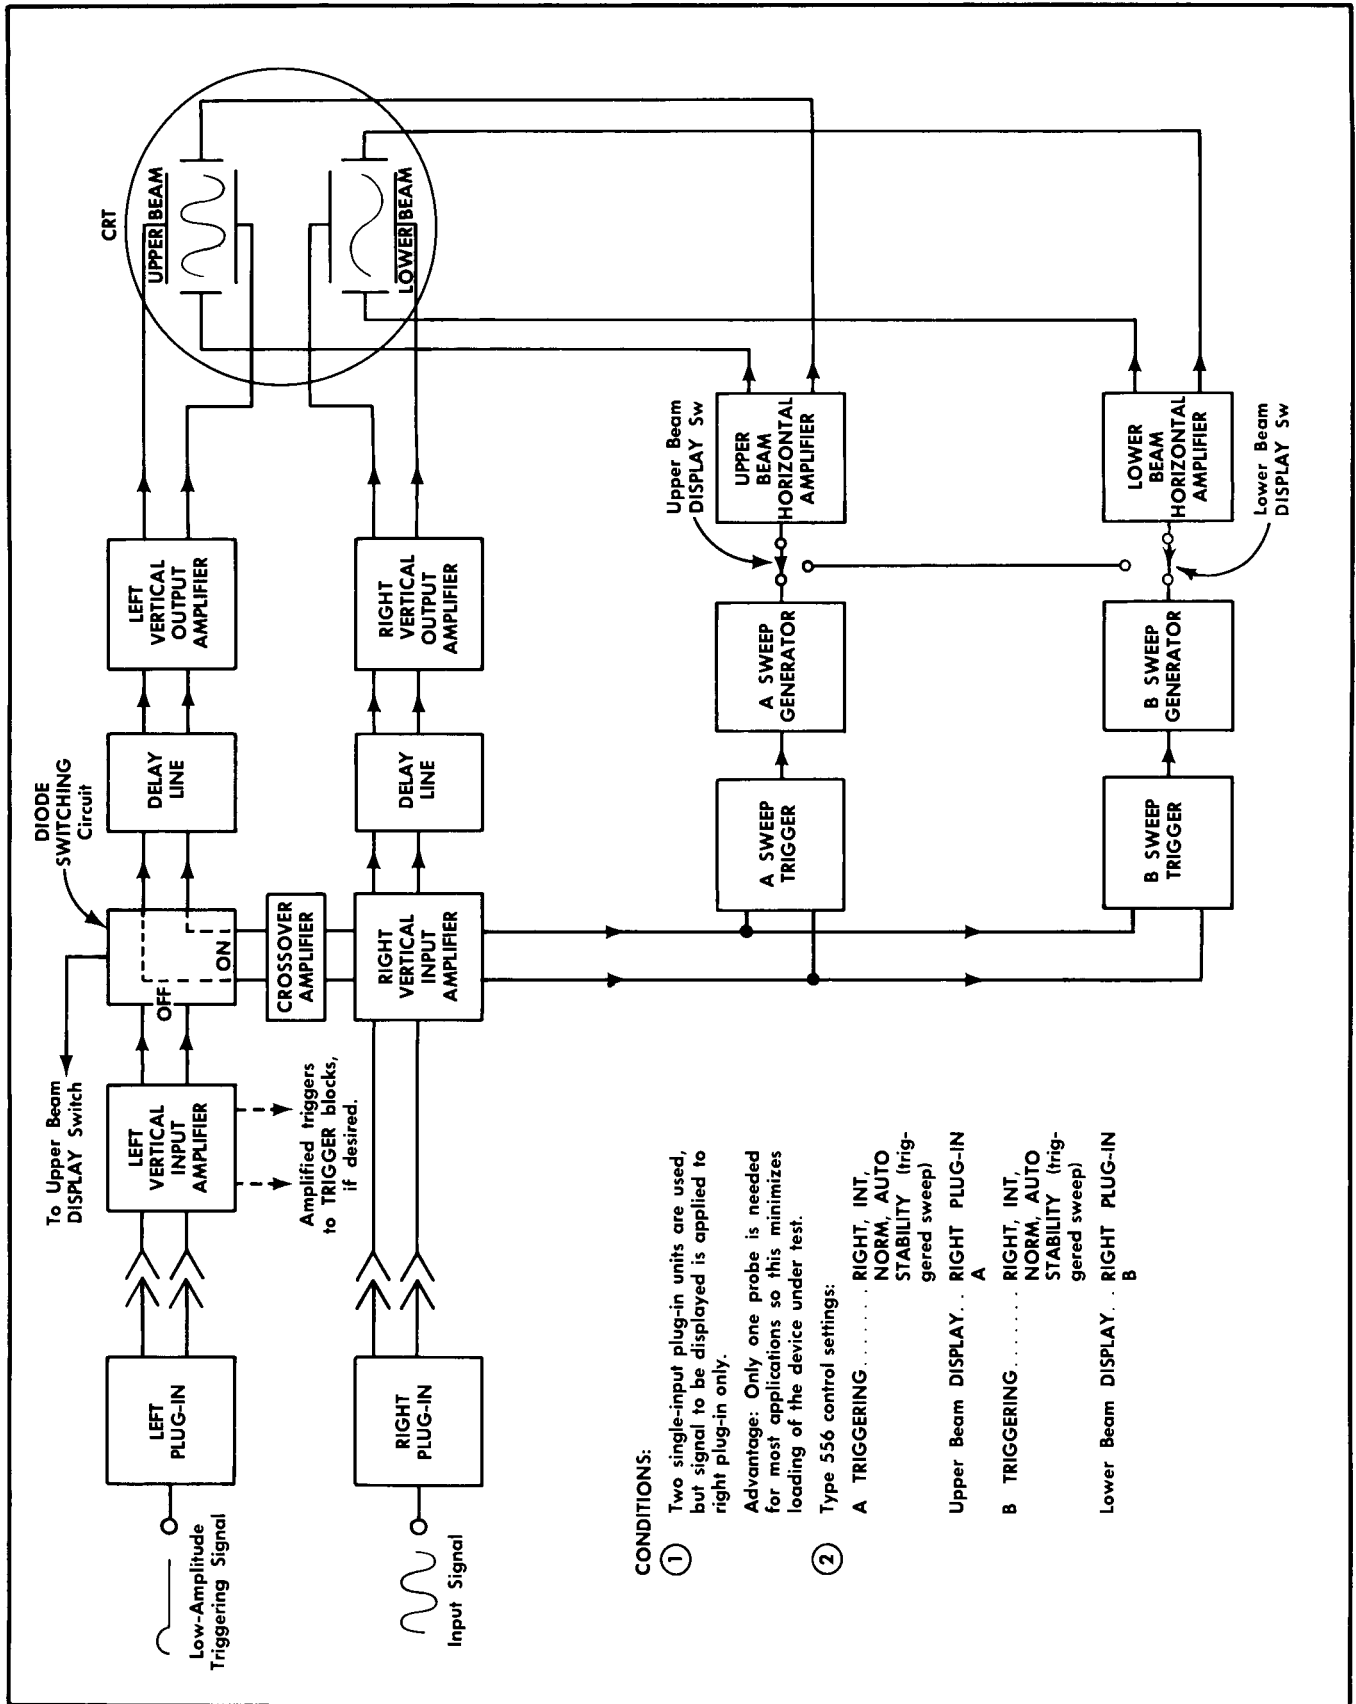 To Upper Beam
DISPLAY Switch
DIODE
SWITCHING
Circuit
CRT
Low-Amplitude
Triggering Signal
LEFT
PLUG-IN
LEFT
VERTICAL
INPUT
AMPLIFIER
OFF
ON
DELAY
LINE
LEFT
VERTICAL
OUTPUT
AMPLIFIER
UPPER BEAM
Amplified triggers
to TRIGGER blocks,
if desired.
CROSSOVER
AMPLIFIER
Input Signal
RIGHT
PLUG-IN
RIGHT
VERTICAL
INPUT
AMPLIFIER
DELAY
LINE
RIGHT
VERTICAL
OUTPUT
AMPLIFIER
LOWER BEAM
Upper Beam
DISPLAY Sw
A SWEEP
TRIGGER
A SWEEP
GENERATOR
UPPER
BEAM
HORIZONTAL
AMPLIFIER
B SWEEP
TRIGGER
B SWEEP
GENERATOR
LOWER
BEAM
HORIZONTAL
AMPLIFIER
Lower Beam
DISPLAY Sw
CONDITIONS:
1 Two single-input plug-in units are used,
but signal to be displayed is applied to
right plug-in only.
Advantage: Only one probe is needed
for most applications so this minimizes
loading of the device under test.
2 Type 556 control settings:
A TRIGGERING....... RIGHT, INT,
NORM, AUTO
STABILITY (trig-
gered sweep)
Upper Beam DISPLAY.. RIGHT PLUG-IN
A
B TRIGGERING....... RIGHT, INT,
NORM, AUTO
STABILITY (trig-
gered sweep)
Lower Beam DISPLAY.. RIGHT PLUG-IN
B